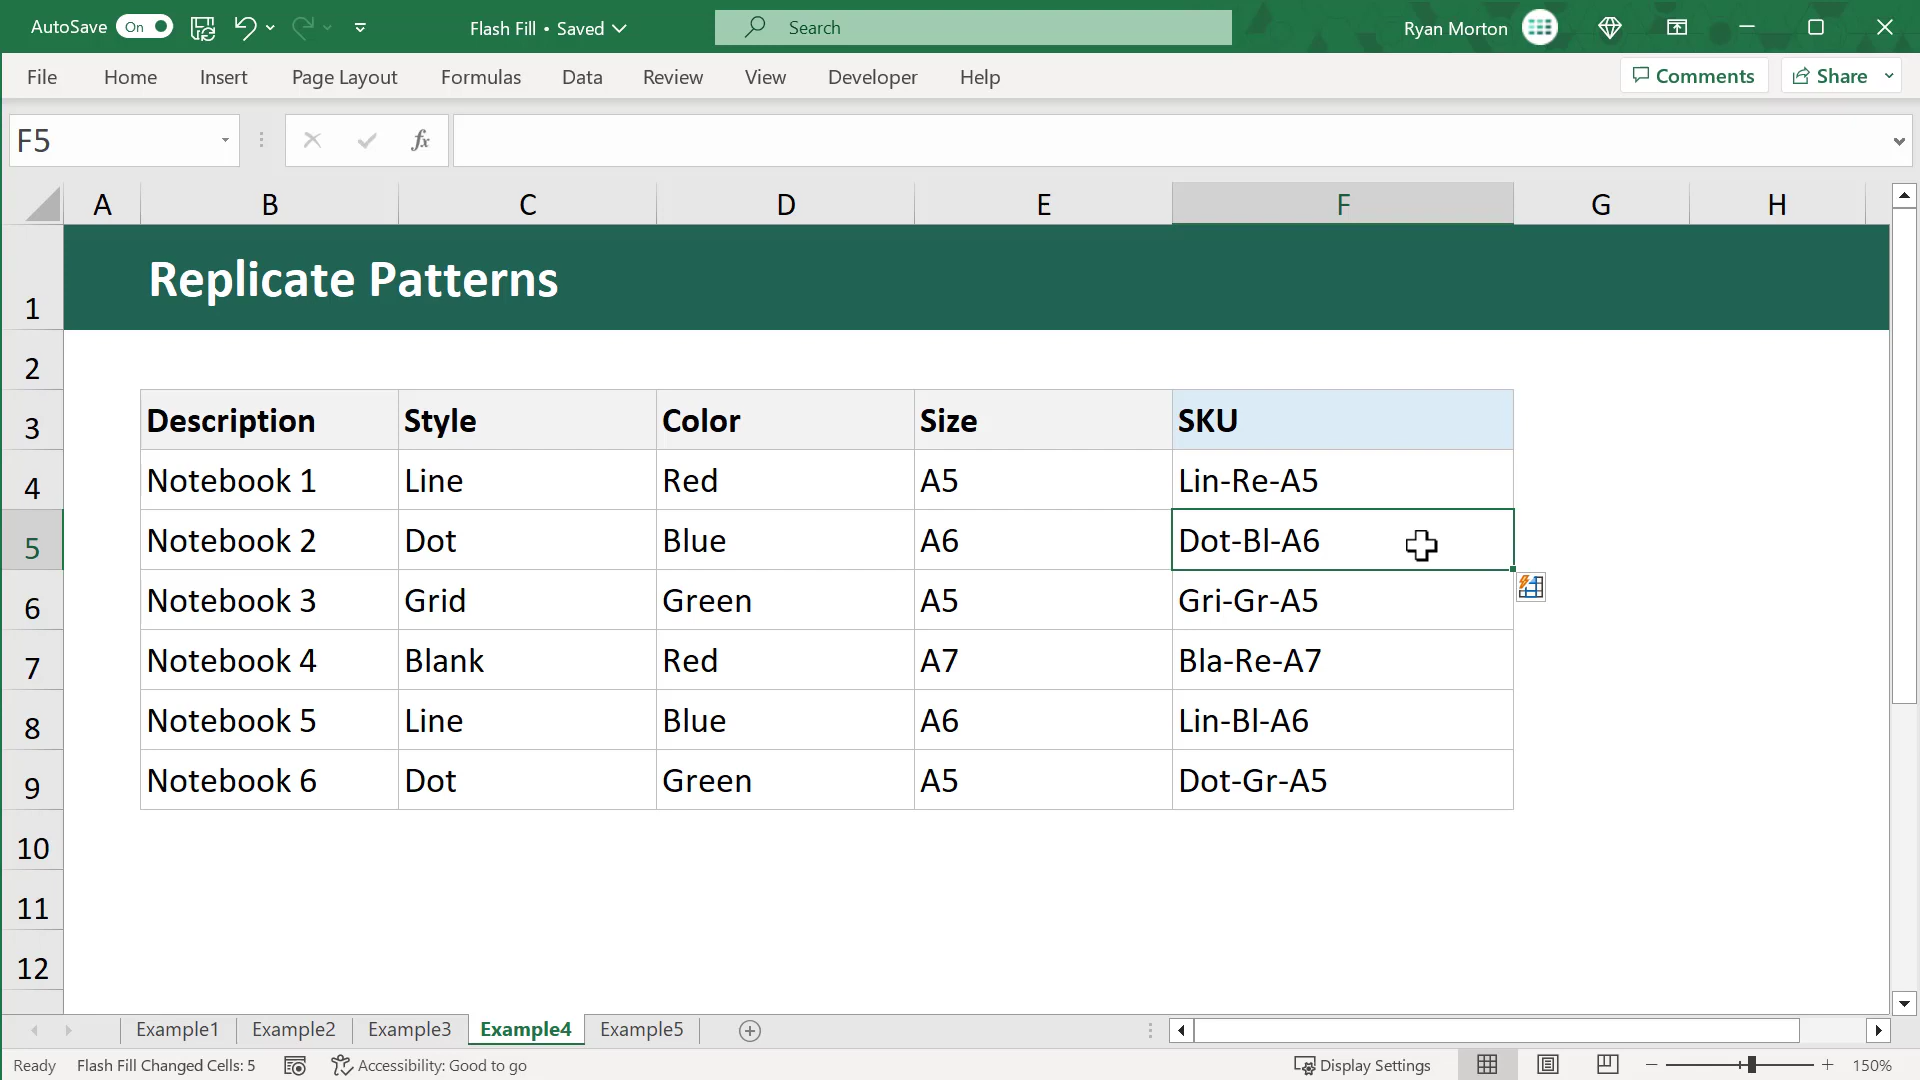 AutoSave On Flash Fill • Saved Search Ryan Morton
File Home Insert Page Layout Formulas Data Review View Developer Help Comments Share
F5 fx
A B C D E F G H
1 Replicate Patterns
2
3 Description Style Color Size SKU
4 Notebook 1 Line Red A5 Lin-Re-A5
5 Notebook 2 Dot Blue A6 Dot-Bl-A6
6 Notebook 3 Grid Green A5 Gri-Gr-A5
7 Notebook 4 Blank Red A7 Bla-Re-A7
8 Notebook 5 Line Blue A6 Lin-Bl-A6
9 Notebook 6 Dot Green A5 Dot-Gr-A5
10
11
12
Example1 Example2 Example3 Example4 Example5
Ready Flash Fill Changed Cells: 5 Accessibility: Good to go Display Settings 150%